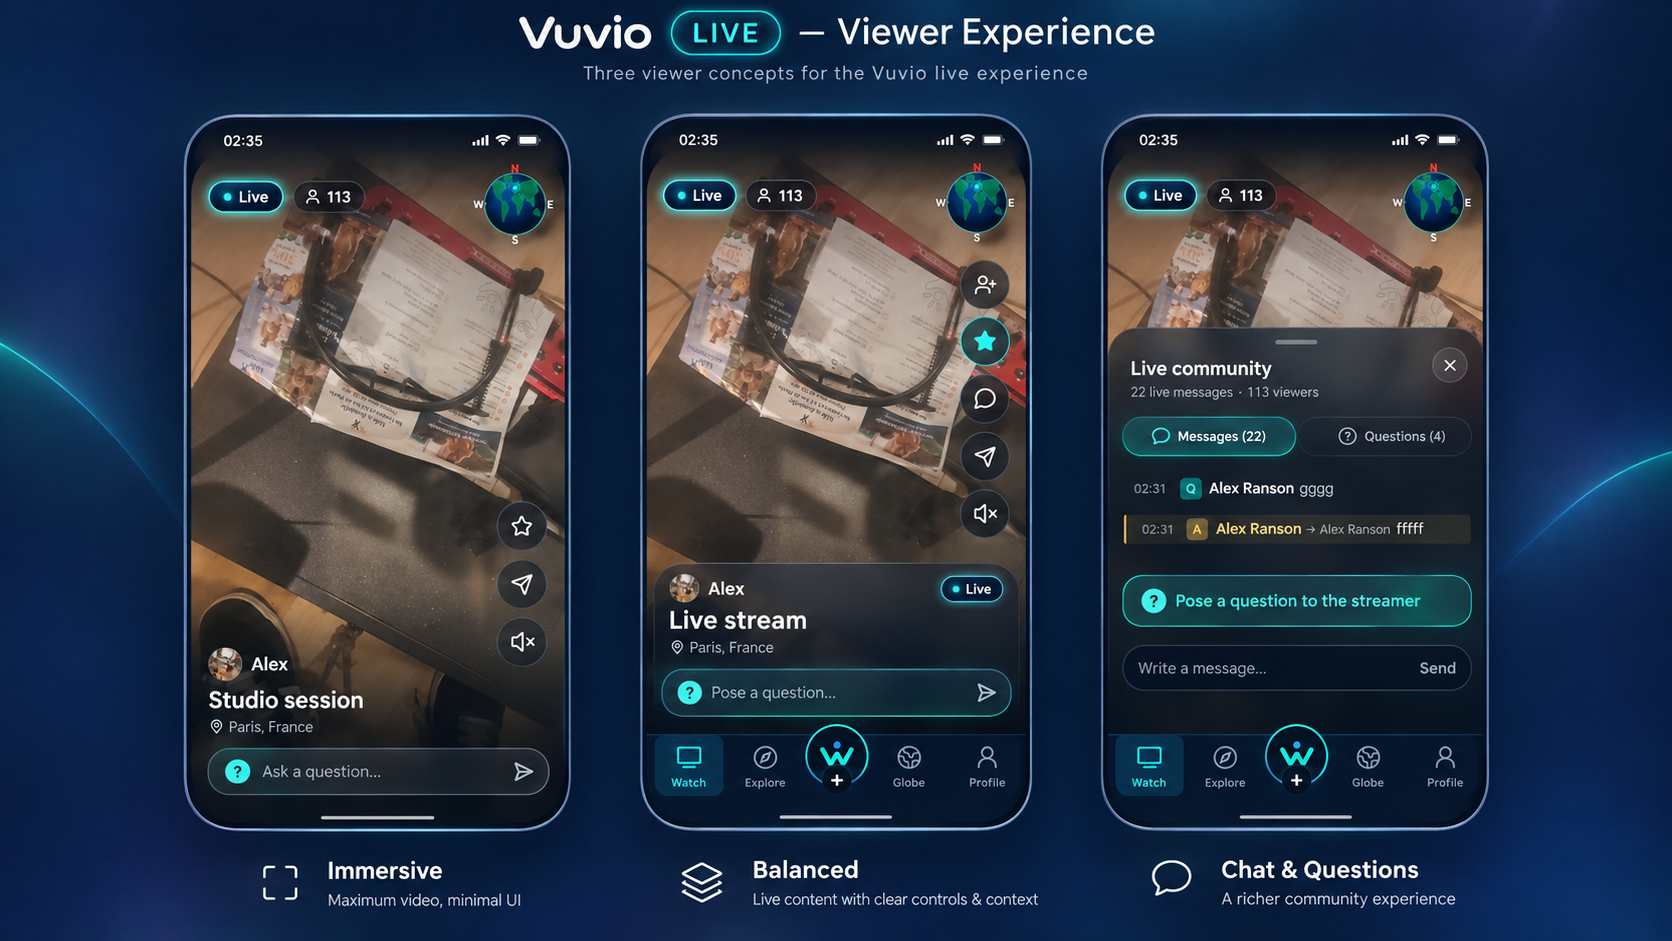 Vuvio LIVE — Viewer Experience
Three viewer concepts for the Vuvio live experience
02:35
Live
113
N
W
E
S
Alex
Studio session
Paris, France
? Ask a question...
02:35
Live
113
N
W
E
S
Alex
Live
Live stream
Paris, France
? Pose a question...
Watch
Explore
Globe
Profile
02:35
Live
113
N
W
E
S
Live community
22 live messages · 113 viewers
Messages (22)
Questions (4)
02:31 Q Alex Ranson gggg
02:31 A Alex Ranson → Alex Ranson fffff
? Pose a question to the streamer
Write a message... Send
Watch
Explore
Globe
Profile
Immersive
Maximum video, minimal UI
Balanced
Live content with clear controls & context
Chat & Questions
A richer community experience